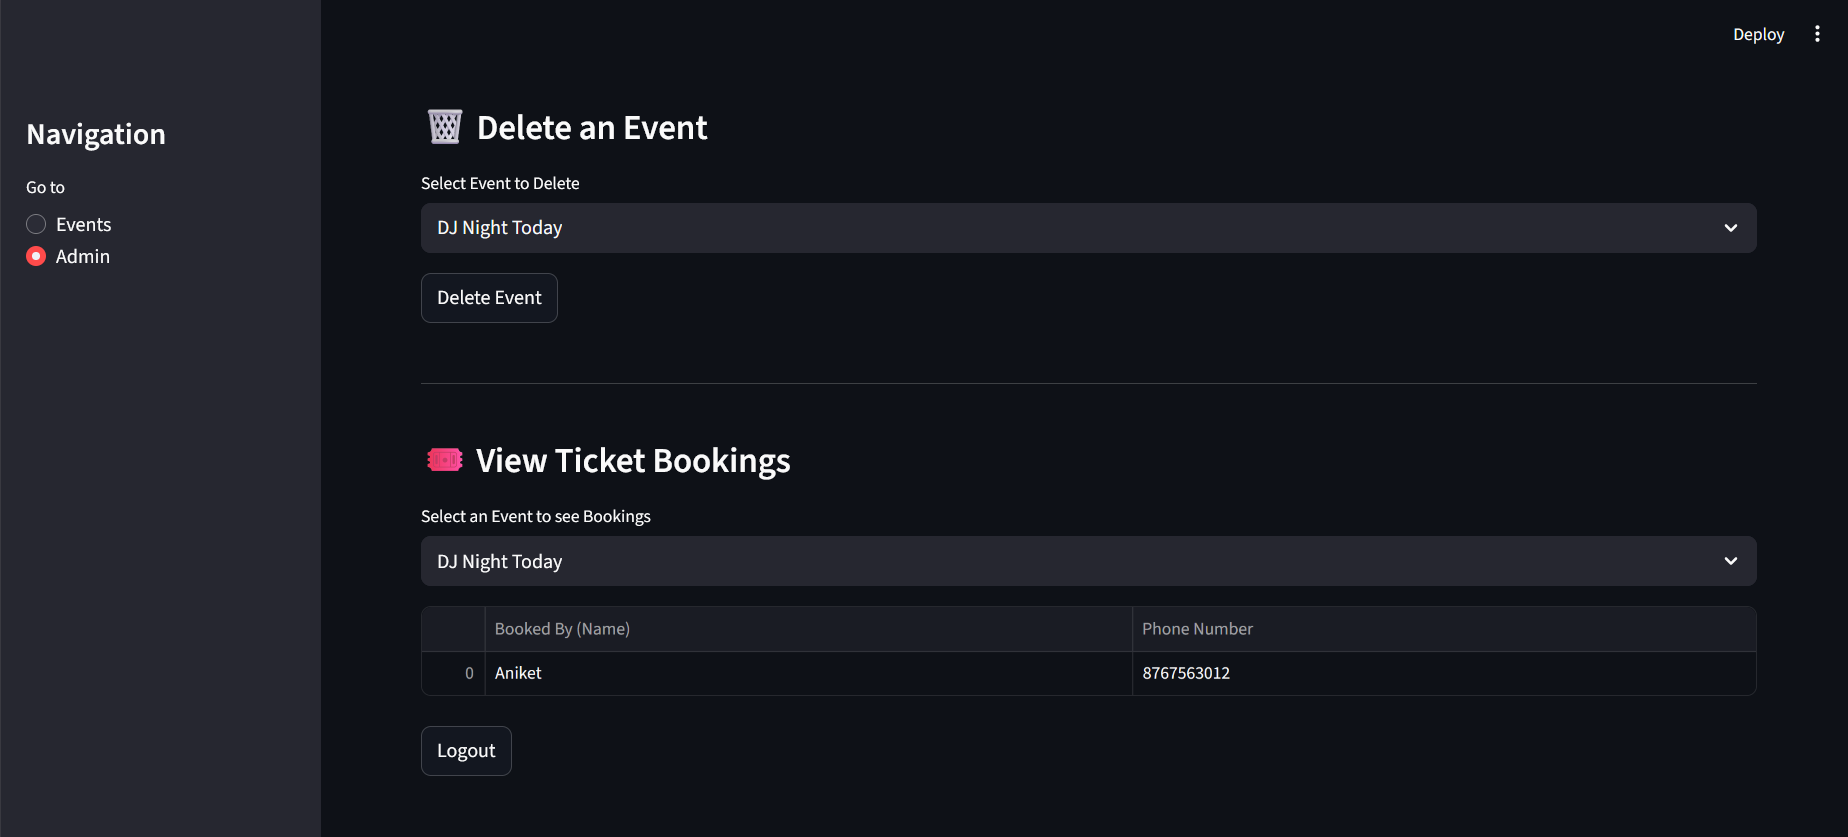 Deploy
Navigation
Go to
Events
Admin
Delete an Event
Select Event to Delete
DJ Night Today
Delete Event
View Ticket Bookings
Select an Event to see Bookings
DJ Night Today
Booked By (Name) Phone Number
0 Aniket 8767563012
Logout